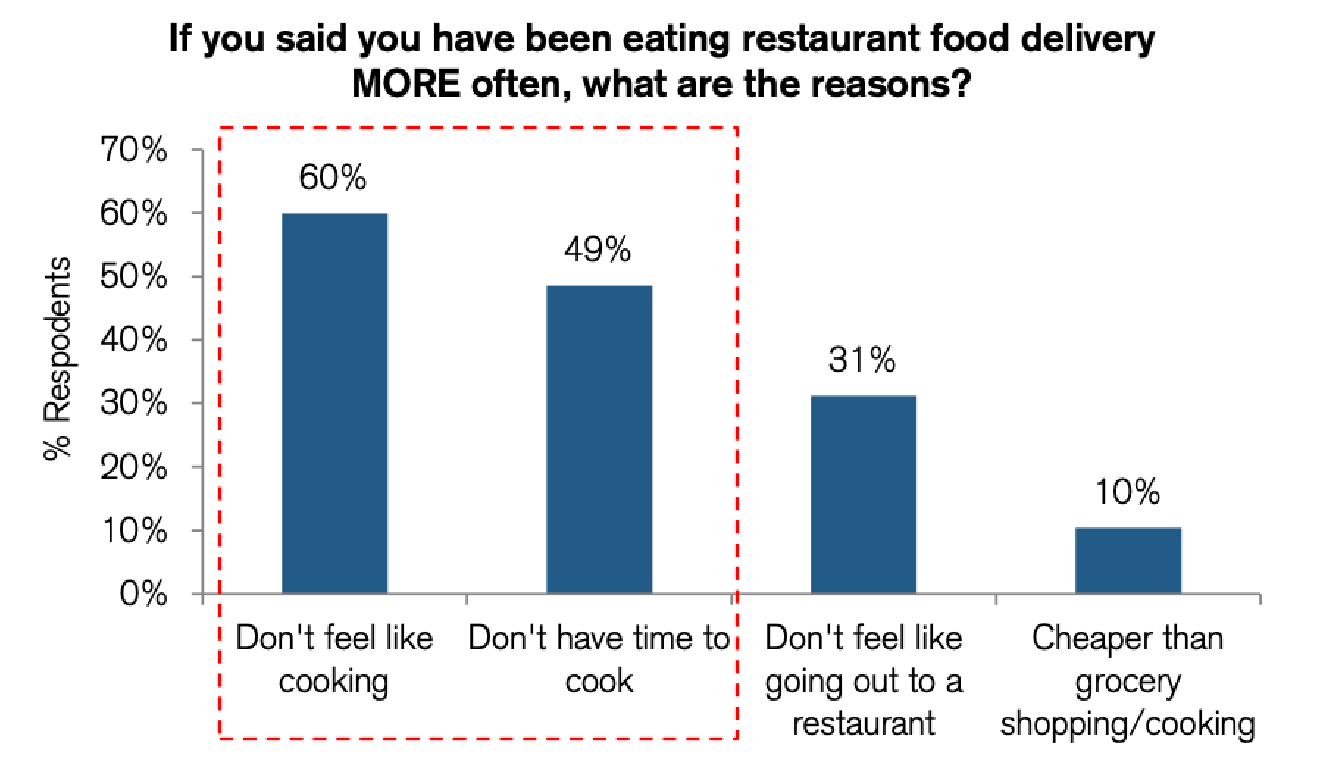 If you said you have been eating restaurant food delivery
MORE often, what are the reasons?
% Respodents
70%
60%
50%
40%
30%
20%
10%
0%
60%
49%
31%
10%
Don't feel like
cooking
Don't have time to
cook
Don't feel like
going out to a
restaurant
Cheaper than
grocery
shopping/cooking